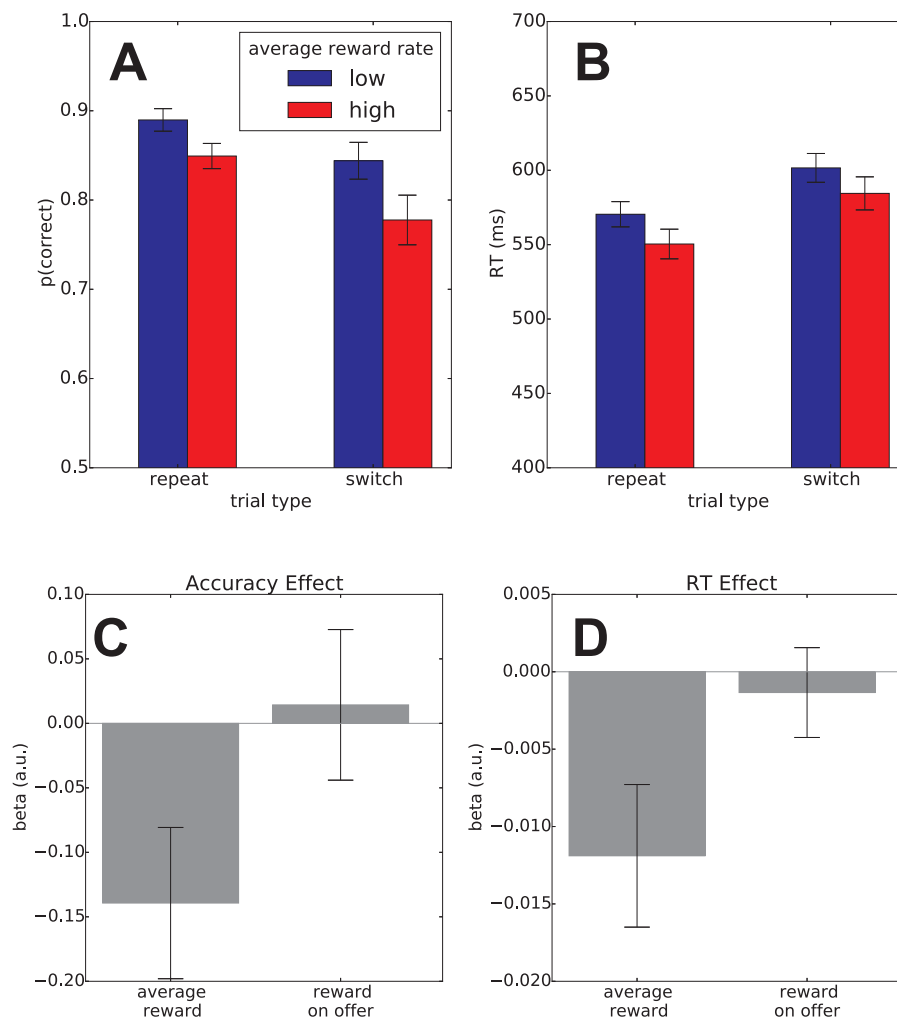 A
average reward rate
low
high
1.0
0.9
0.8
0.7
0.6
0.5
p(correct)
repeat
switch
trial type
B
700
650
600
550
500
450
400
RT (ms)
repeat
switch
trial type
Accuracy Effect
C
0.10
0.05
0.00
−0.05
−0.10
−0.15
−0.20
beta (a.u.)
average
reward
reward
on offer
RT Effect
D
0.005
0.000
−0.005
−0.010
−0.015
−0.020
beta (a.u.)
average
reward
reward
on offer